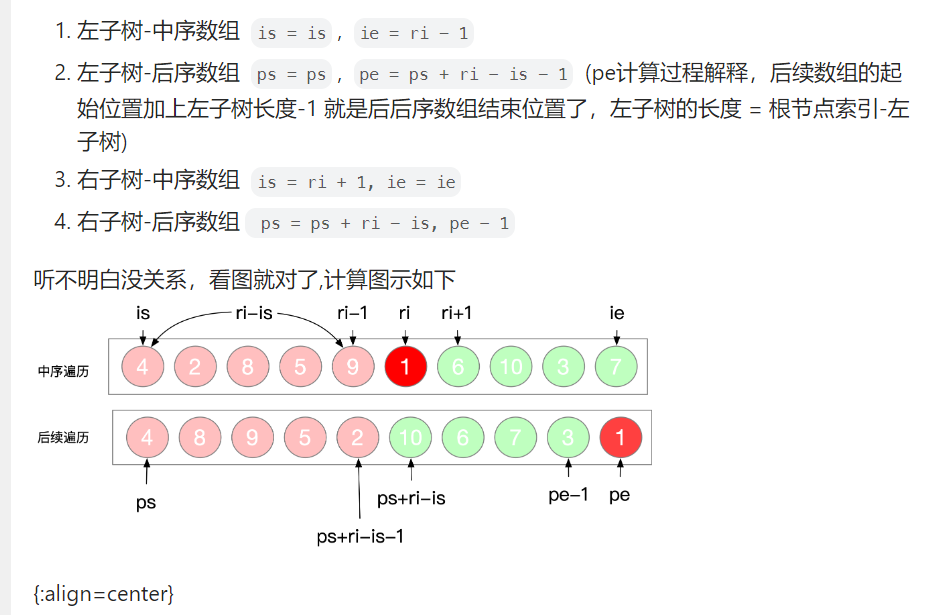 1. 左子树-中序数组 is = is ，ie = ri - 1
2. 左子树-后序数组 ps = ps ，pe = ps + ri - is - 1 (pe计算过程解释，后续数组的起
始位置加上左子树长度-1 就是后后序数组结束位置了，左子树的长度 = 根节点索引-左
子树)
3. 右子树-中序数组 is = ri + 1, ie = ie
4. 右子树-后序数组 ps = ps + ri - is, pe - 1
听不明白没关系，看图就对了,计算图示如下
is ri-is ri-1 ri ri+1 ie
中序遍历 4 2 8 5 9 1 6 10 3 7
后续遍历 4 8 9 5 2 10 6 7 3 1
ps ps+ri-is pe-1 pe
ps+ri-is-1
{:align=center}